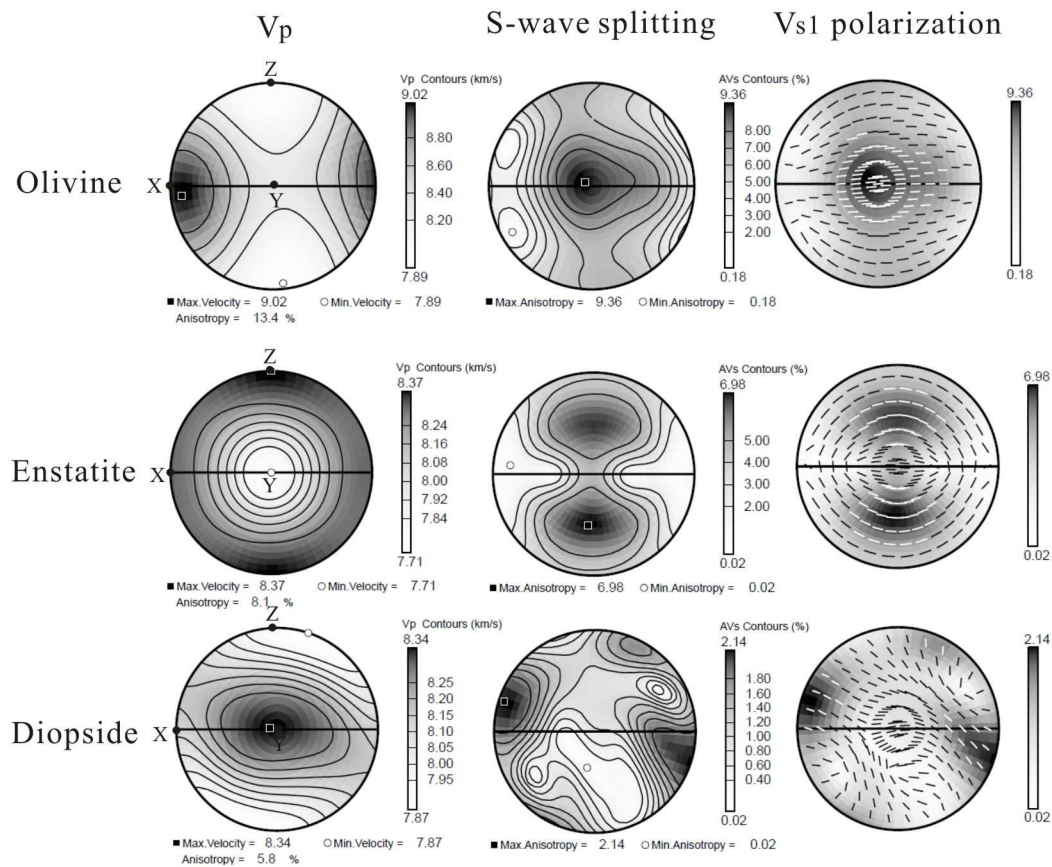 Vp
S-wave splitting
Vs1 polarization
Olivine
Z
X
Y
Vp Contours (km/s)
9.02
8.80
8.60
8.40
8.20
7.89
■ Max.Velocity = 9.02 ○ Min.Velocity = 7.89
Anisotropy = 13.4 %
AVs Contours (%)
9.36
8.00
7.00
6.00
5.00
4.00
3.00
2.00
0.18
■ Max.Anisotropy = 9.36 ○ Min.Anisotropy = 0.18
9.36
0.18
Enstatite
Z
X
Y
Vp Contours (km/s)
8.37
8.24
8.16
8.08
8.00
7.92
7.84
7.71
■ Max.Velocity = 8.37 ○ Min.Velocity = 7.71
Anisotropy = 8.1 %
AVs Contours (%)
6.98
5.00
4.00
3.00
2.00
0.02
■ Max.Anisotropy = 6.98 ○ Min.Anisotropy = 0.02
6.98
0.02
Diopside
Z
X
Y
Vp Contours (km/s)
8.34
8.25
8.20
8.15
8.10
8.05
8.00
7.95
7.87
■ Max.Velocity = 8.34 ○ Min.Velocity = 7.87
Anisotropy = 5.8 %
AVs Contours (%)
2.14
1.80
1.60
1.40
1.20
1.00
0.80
0.60
0.40
0.02
■ Max.Anisotropy = 2.14 ○ Min.Anisotropy = 0.02
2.14
0.02